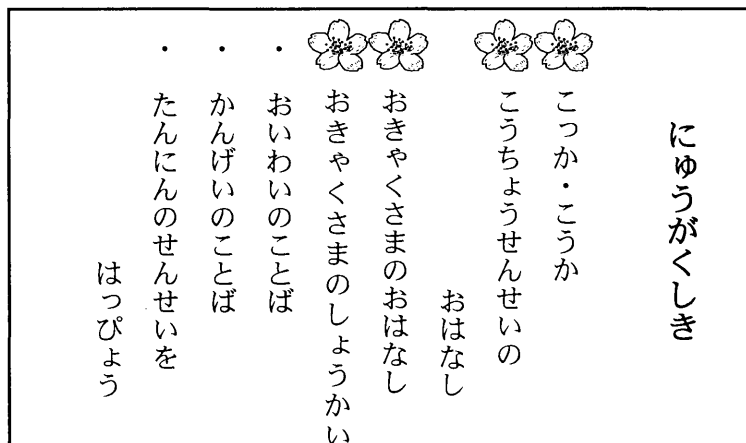 にゅうがくしき
こっか・こうか
こうちょうせんせいの
おはなし
おきゃくさまのおはなし
おきゃくさまのしょうかい
・おいわいのことば
・かんげいのことば
・たんにんのせんせいを
はっぴょう